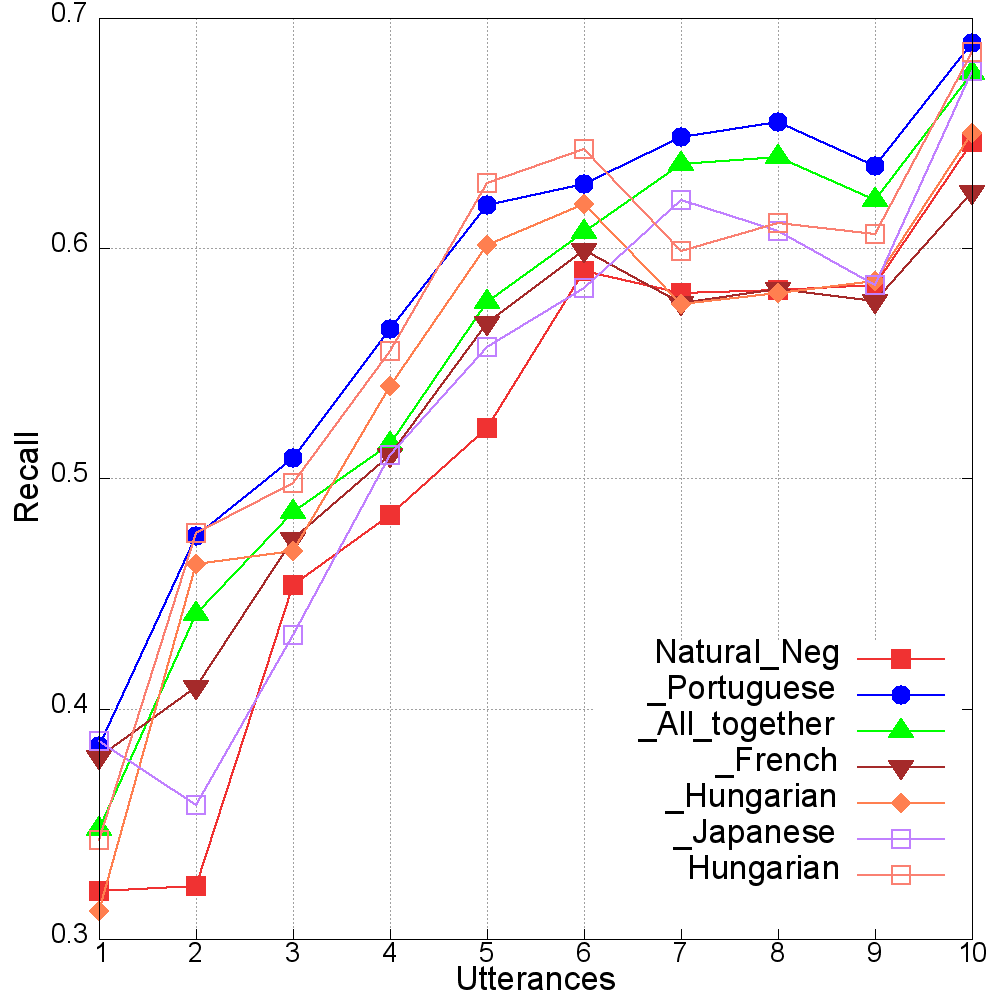 0.7
0.6
0.5
0.4
0.3
Recall
Natural_Neg
_Portuguese
_All_together
_French
_Hungarian
_Japanese
Hungarian
1 2 3 4 5 6 7 8 9 10
Utterances